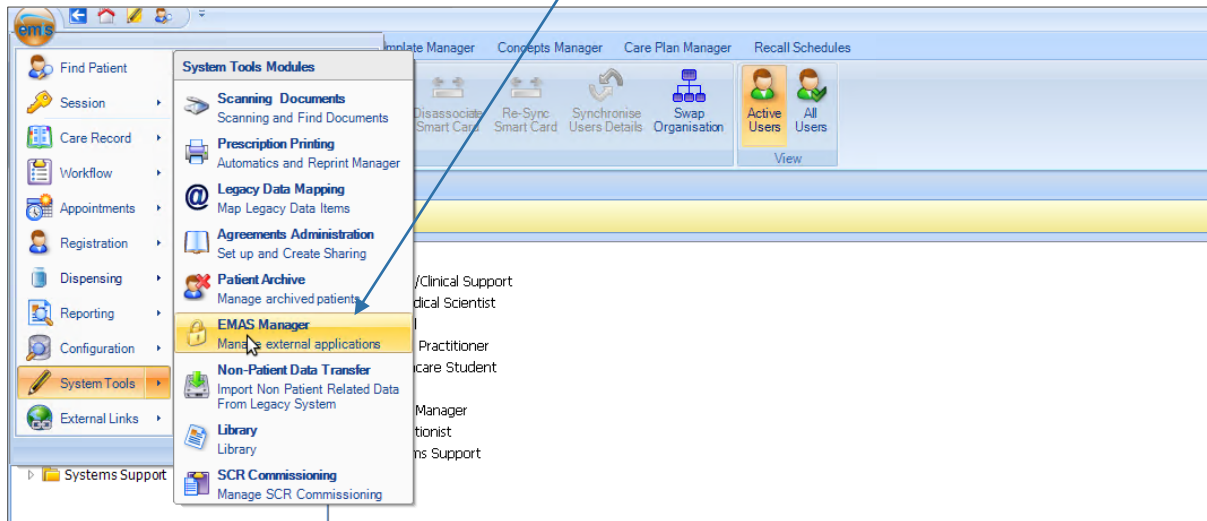 emis
mplate Manager Concepts Manager Care Plan Manager Recall Schedules
Find Patient
Session
Care Record
Workflow
Appointments
Registration
Dispensing
Reporting
Configuration
System Tools
External Links
Systems Support
System Tools Modules
Scanning Documents
Scanning and Find Documents
Prescription Printing
Automatics and Reprint Manager
Legacy Data Mapping
Map Legacy Data Items
Agreements Administration
Set up and Create Sharing
Patient Archive
Manage archived patients
EMAS Manager
Manage external applications
Non-Patient Data Transfer
Import Non Patient Related Data
From Legacy System
Library
Library
SCR Commissioning
Manage SCR Commissioning
Disassociate
Smart Card
Re-Sync
Smart Card
Synchronise
Users Details
Swap
Organisation
Active
Users
All
Users
View
/Clinical Support
dical Scientist
Practitioner
hcare Student
Manager
tionist
ns Support